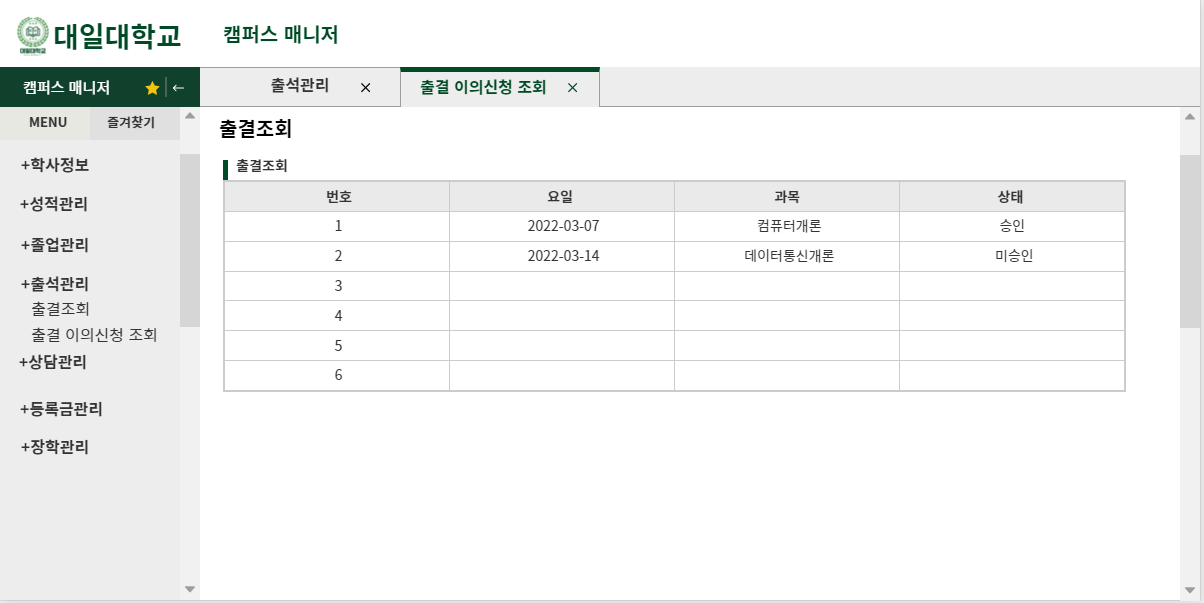 대일대학교 캠퍼스 매니저
캠퍼스 매니저
출석관리
출결 이의신청 조회
MENU 즐겨찾기
+학사정보
+성적관리
+졸업관리
+출석관리
출결조회
출결 이의신청 조회
+상담관리
+등록금관리
+장학관리
출결조회
출결조회
번호 요일 과목 상태
1 2022-03-07 컴퓨터개론 승인
2 2022-03-14 데이터통신개론 미승인
3
4
5
6